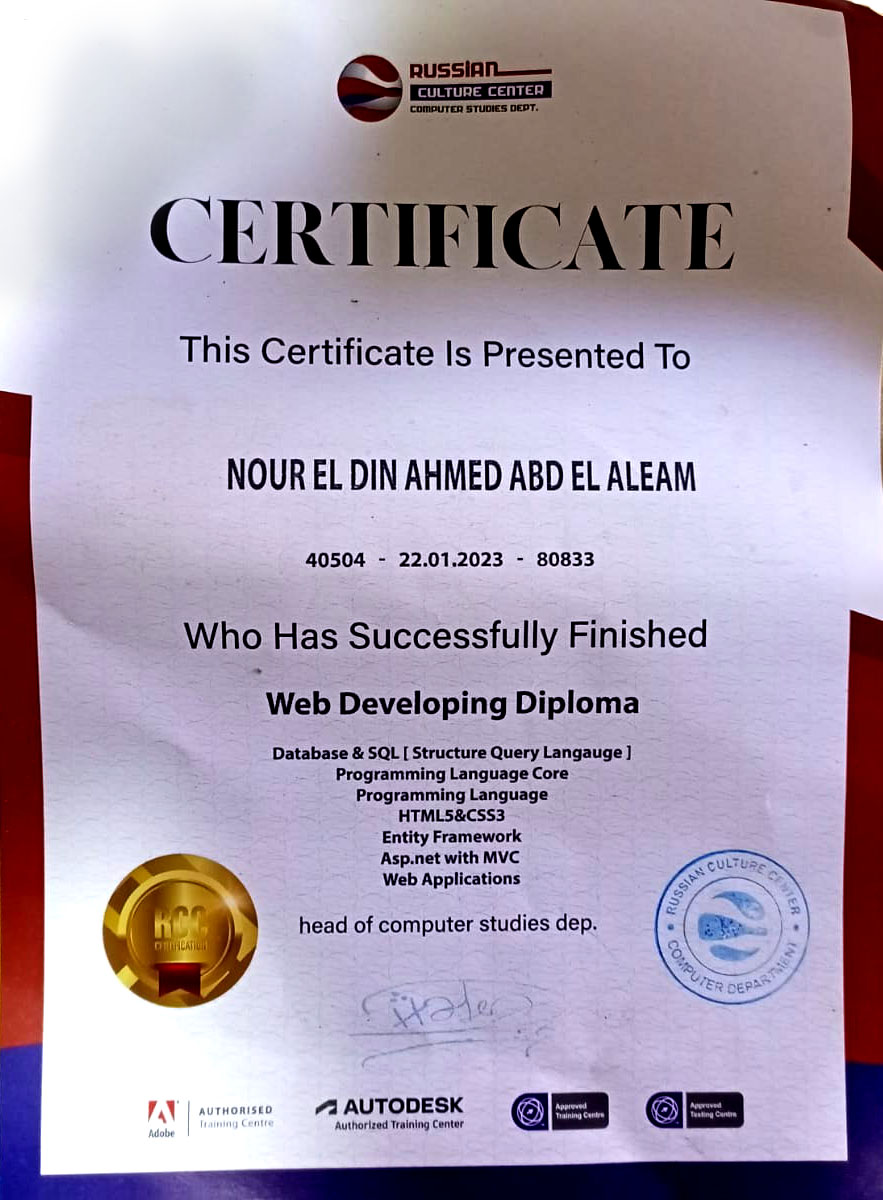 RUSSIAN
CULTURE CENTER
COMPUTER STUDIES DEPT.
CERTIFICATE
This Certificate Is Presented To
NOUR EL DIN AHMED ABD EL ALEAM
40504 - 22.01.2023 - 80833
Who Has Successfully Finished
Web Developing Diploma
Database & SQL [ Structure Query Langauge ]
Programming Language Core
Programming Language
HTML5&CSS3
Entity Framework
Asp.net with MVC
Web Applications
head of computer studies dep.
RCC
CERTIFICATION
RUSSIAN CULTURE CENTER
COMPUTER DEPARTMENT
Adobe
AUTHORISED
Training Centre
AUTODESK
Authorized Training Center
Approved
Training Centre
Approved
Testing Centre